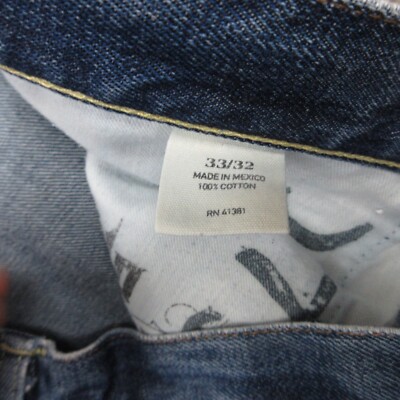 33/32
MADE IN MEXICO
100% COTTON
RN 41381